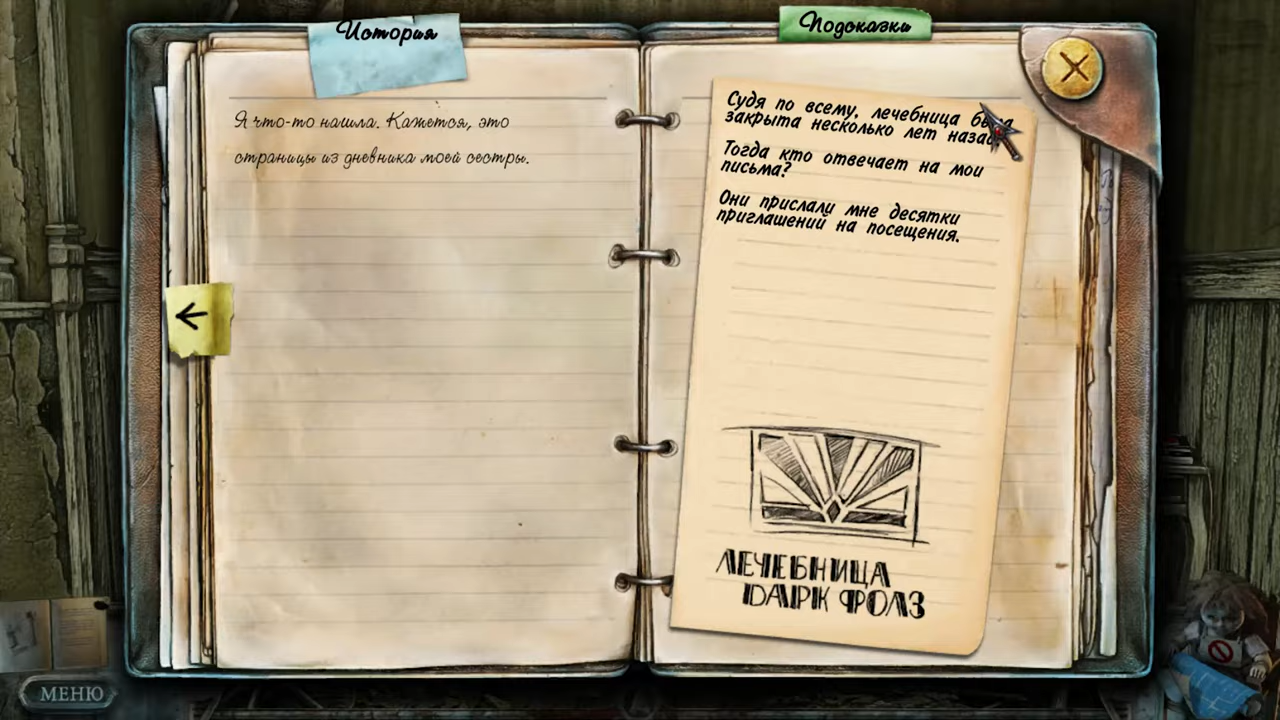 История
Я что-то нашла. Кажется, это
страницы из дневника моей сестры.
Подсказки
Судя по всему, лечебница была
закрыта несколько лет назад.
Тогда кто отвечает на мои
письма?
Они прислали мне десятки
приглашений на посещения.
ЛЕЧЕБНИЦА
ДАРК ФОЛЗ
МЕНЮ